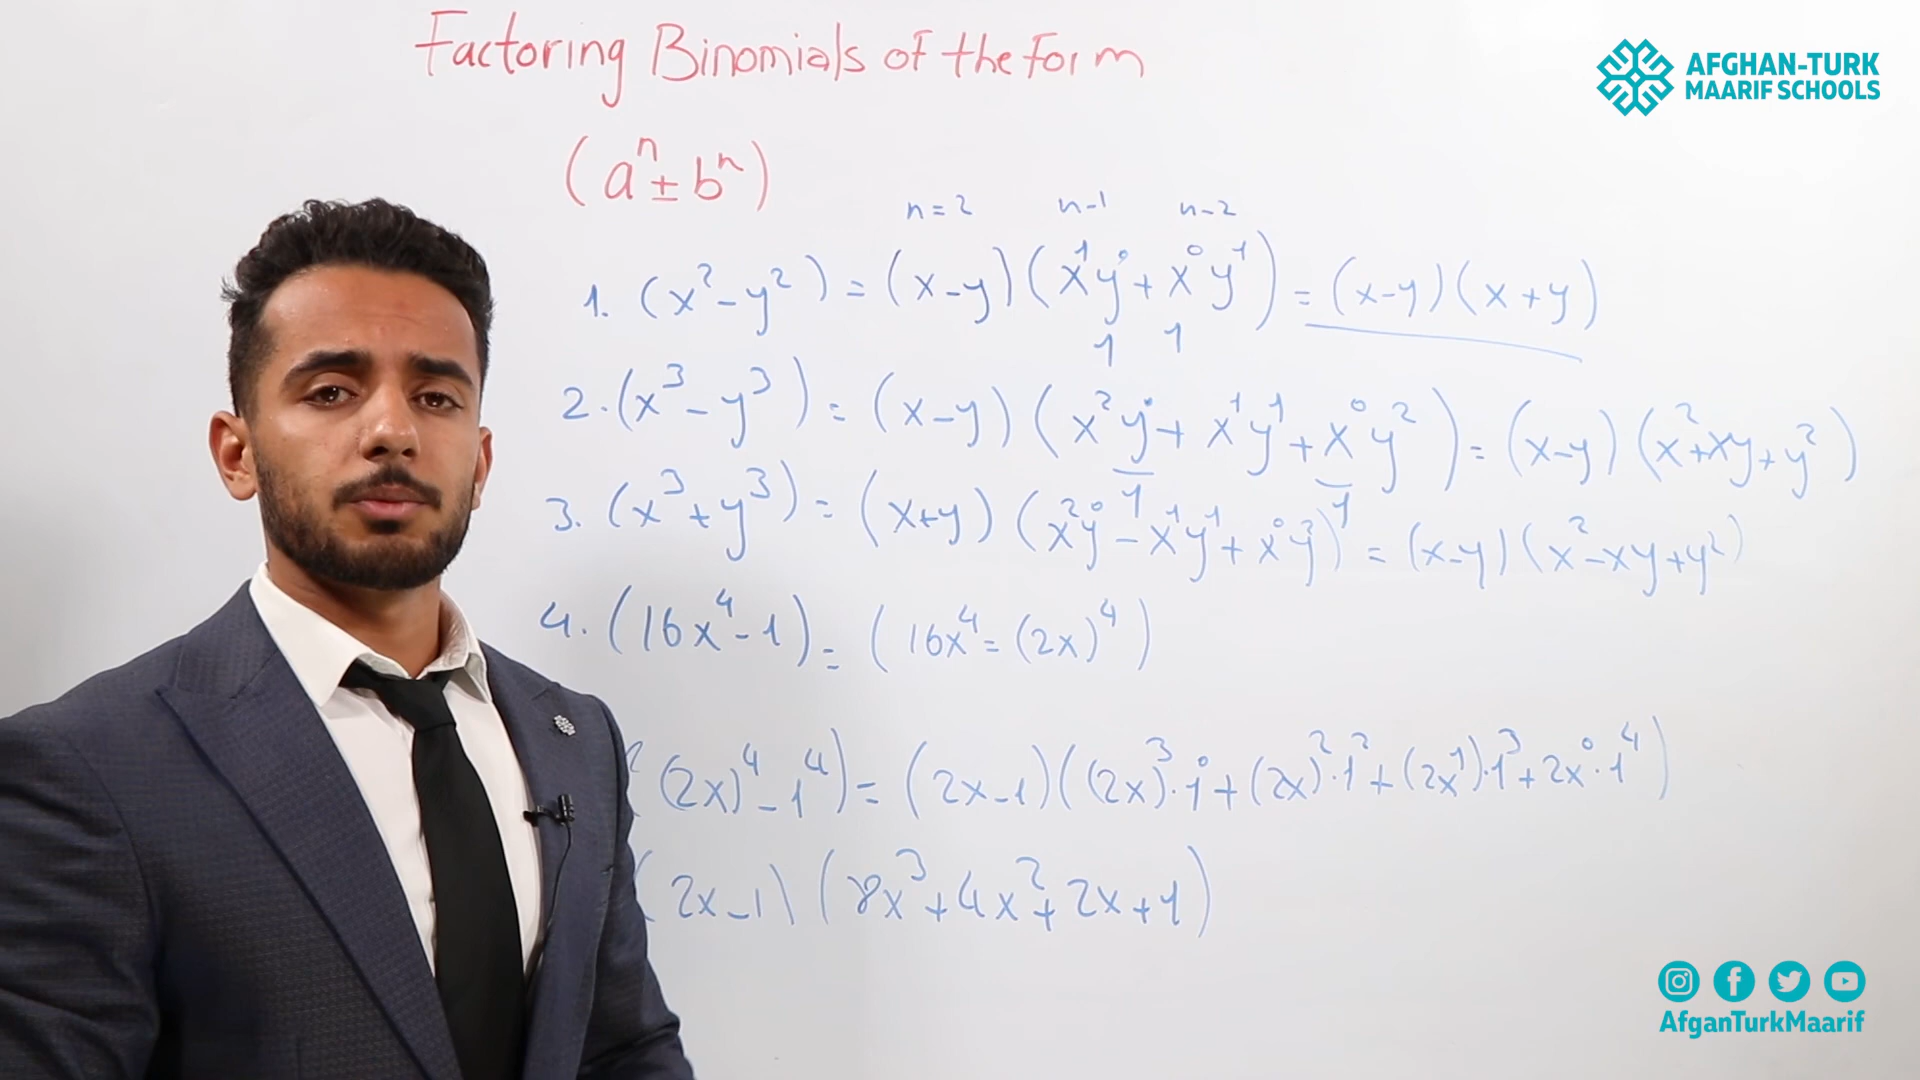 Factoring Binomials of the form
(aⁿ ± bⁿ)
n = 2 n-1 n-2
1. (x² - y²) = (x-y)(x¹y⁰ + x⁰y¹) = (x-y)(x+y)
1 1
2. (x³ - y³) = (x-y)(x²y⁰ + x¹y¹ + x⁰y²) = (x-y)(x²+xy+y²)
1 1
3. (x³ + y³) = (x+y)(x²y⁰ - x¹y¹ + x⁰y²) = (x-y)(x²-xy+y²)
4. (16x⁴ - 1) = (16x⁴ = (2x)⁴)
((2x)⁴ - 1⁴) = (2x-1)((2x)³·1⁰ + (2x)²·1² + (2x¹)·1³ + 2x⁰·1⁴)
(2x-1)(8x³ + 4x² + 2x + 1)
AFGHAN-TURK
MAARIF SCHOOLS
AfganTurkMaarif